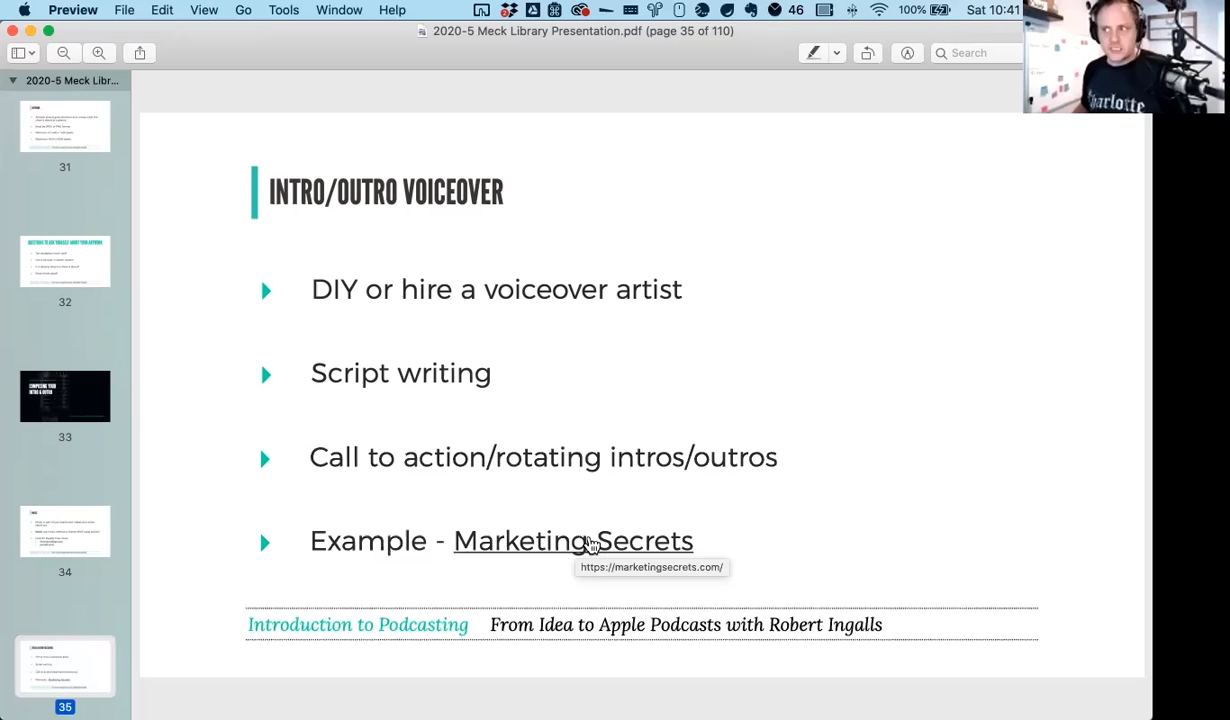 Preview File Edit View Go Tools Window Help 46 100% Sat 10:41
2020-5 Meck Library Presentation.pdf (page 35 of 110)
Search
2020-5 Meck Libr...
31
32
33
34
35
INTRO/OUTRO VOICEOVER
DIY or hire a voiceover artist
Script writing
Call to action/rotating intros/outros
Example - Marketing Secrets
https://marketingsecrets.com/
Introduction to Podcasting From Idea to Apple Podcasts with Robert Ingalls
Charlotte